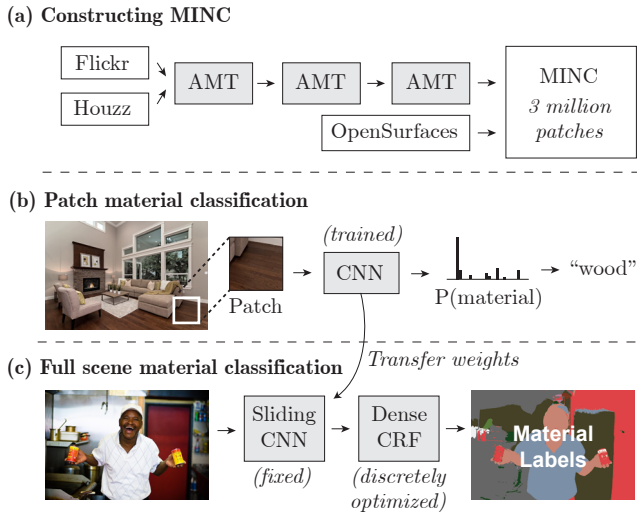 (a) Constructing MINC
Flickr
Houzz
AMT
AMT
AMT
OpenSurfaces
MINC
3 million
patches
(b) Patch material classification
Patch
(trained)
CNN
P(material)
“wood”
Transfer weights
(c) Full scene material classification
Sliding
CNN
(fixed)
Dense
CRF
(discretely
optimized)
Material
Labels